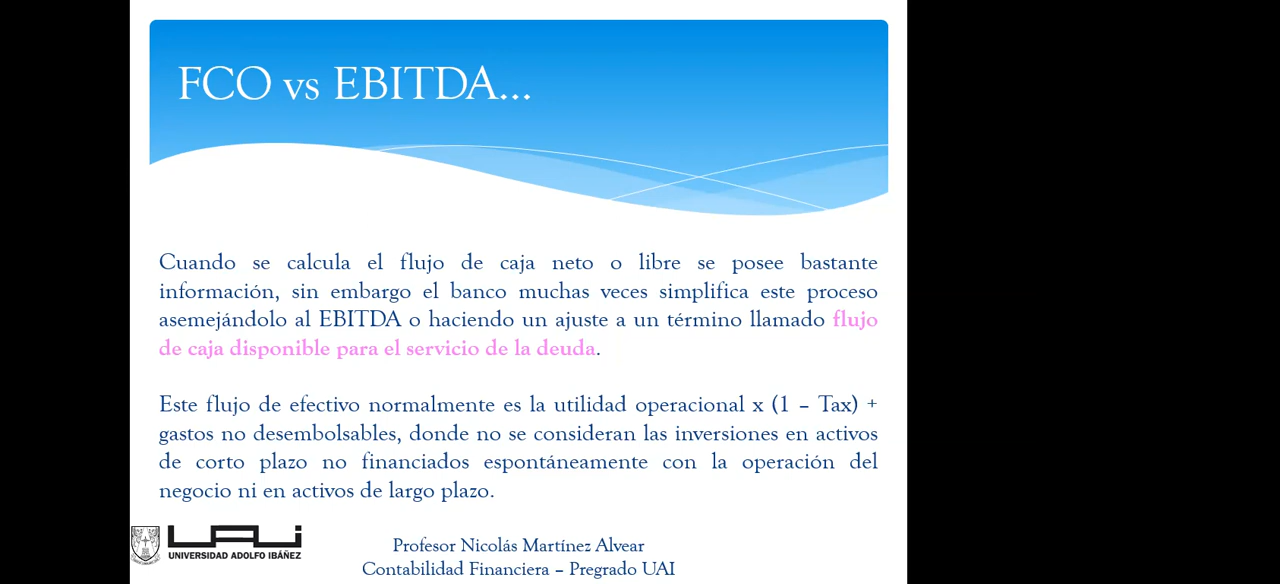 FCO vs EBITDA...
Cuando se calcula el flujo de caja neto o libre se posee bastante
información, sin embargo el banco muchas veces simplifica este proceso
asemejándolo al EBITDA o haciendo un ajuste a un término llamado flujo
de caja disponible para el servicio de la deuda.
Este flujo de efectivo normalmente es la utilidad operacional x (1 – Tax) +
gastos no desembolsables, donde no se consideran las inversiones en activos
de corto plazo no financiados espontáneamente con la operación del
negocio ni en activos de largo plazo.
UAI
UNIVERSIDAD ADOLFO IBÁÑEZ
Profesor Nicolás Martínez Alvear
Contabilidad Financiera – Pregrado UAI